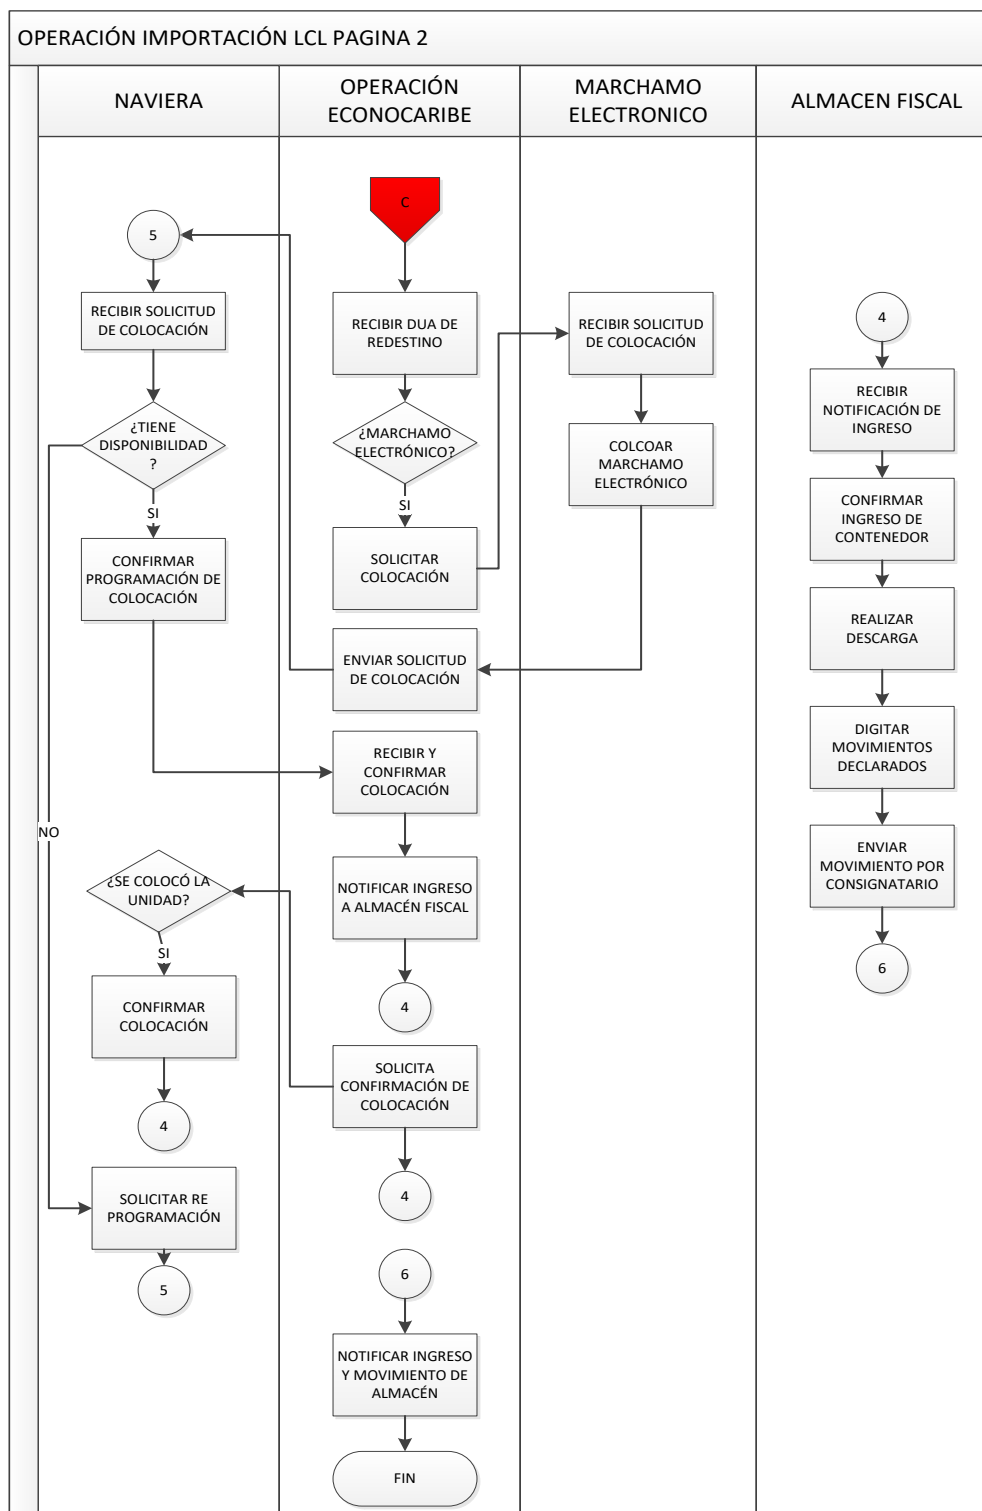 OPERACIÓN IMPORTACIÓN LCL PAGINA 2
NAVIERA
OPERACIÓN
ECONOCARIBE
MARCHAMO
ELECTRONICO
ALMACEN FISCAL
5
RECIBIR SOLICITUD
DE COLOCACIÓN
¿TIENE
DISPONIBILIDAD
?
SI
CONFIRMAR
PROGRAMACIÓN DE
COLOCACIÓN
NO
¿SE COLOCÓ LA
UNIDAD?
SI
CONFIRMAR
COLOCACIÓN
4
SOLICITAR RE
PROGRAMACIÓN
5
C
RECIBIR DUA DE
REDESTINO
¿MARCHAMO
ELECTRÓNICO?
SI
SOLICITAR
COLOCACIÓN
ENVIAR SOLICITUD
DE COLOCACIÓN
RECIBIR Y
CONFIRMAR
COLOCACIÓN
NOTIFICAR INGRESO
A ALMACÉN FISCAL
4
SOLICITA
CONFIRMACIÓN DE
COLOCACIÓN
4
6
NOTIFICAR INGRESO
Y MOVIMIENTO DE
ALMACÉN
FIN
RECIBIR SOLICITUD
DE COLOCACIÓN
COLCOAR
MARCHAMO
ELECTRÓNICO
4
RECIBIR
NOTIFICACIÓN DE
INGRESO
CONFIRMAR
INGRESO DE
CONTENEDOR
REALIZAR
DESCARGA
DIGITAR
MOVIMIENTOS
DECLARADOS
ENVIAR
MOVIMIENTO POR
CONSIGNATARIO
6